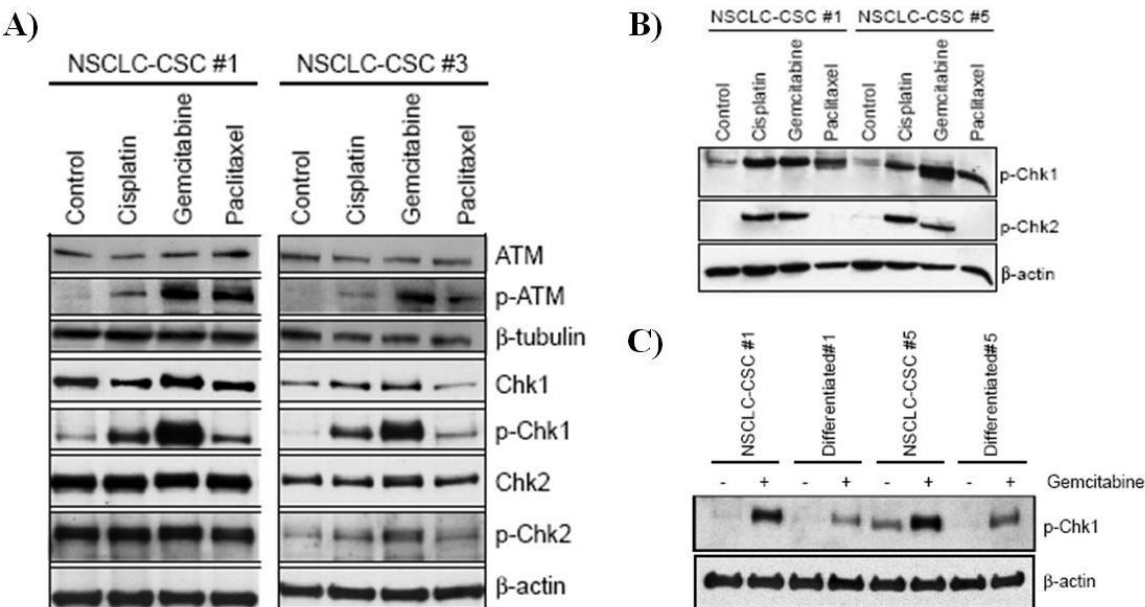 A)
NSCLC-CSC #1 NSCLC-CSC #3
Control Cisplatin Gemcitabine Paclitaxel Control Cisplatin Gemcitabine Paclitaxel
ATM
p-ATM
β-tubulin
Chk1
p-Chk1
Chk2
p-Chk2
β-actin
B)
NSCLC-CSC #1 NSCLC-CSC #5
Control Cisplatin Gemcitabine Paclitaxel Control Cisplatin Gemcitabine Paclitaxel
p-Chk1
p-Chk2
β-actin
C)
NSCLC-CSC #1 Differentiated#1 NSCLC-CSC #5 Differentiated#5
- + - + - + - + Gemcitabine
p-Chk1
β-actin